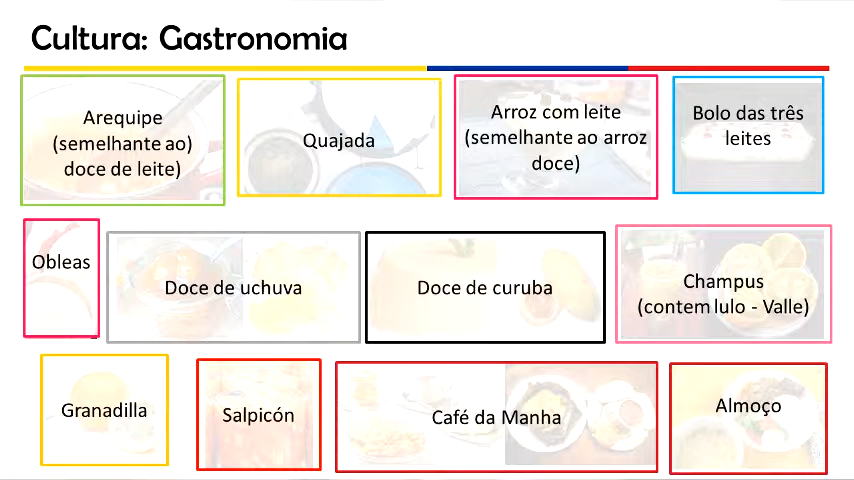 Cultura: Gastronomia
Arequipe
(semelhante ao)
doce de leite)
Quajada
Arroz com leite
(semelhante ao arroz
doce)
Bolo das três
leites
Obleas
Doce de uchuva
Doce de curuba
Champus
(contem lulo - Valle)
Granadilla
Salpicón
Café da Manha
Almoço